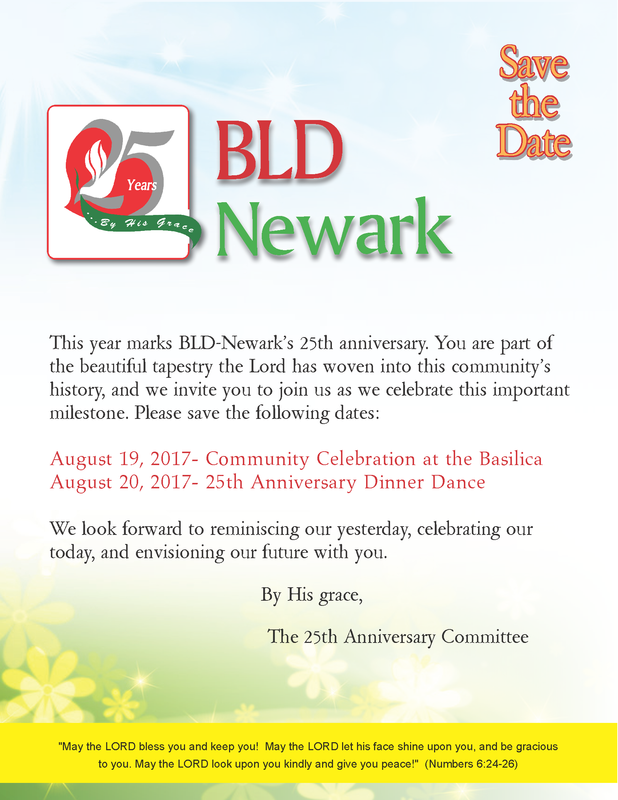 Save
the
Date
25
Years
...By His Grace
BLD
Newark
This year marks BLD-Newark's 25th anniversary. You are part of
the beautiful tapestry the Lord has woven into this community's
history, and we invite you to join us as we celebrate this important
milestone. Please save the following dates:
August 19, 2017- Community Celebration at the Basilica
August 20, 2017- 25th Anniversary Dinner Dance
We look forward to reminiscing our yesterday, celebrating our
today, and envisioning our future with you.
By His grace,
The 25th Anniversary Committee
"May the LORD bless you and keep you!  May the LORD let his face shine upon you, and be gracious
to you. May the LORD look upon you kindly and give you peace!"  (Numbers 6:24-26)